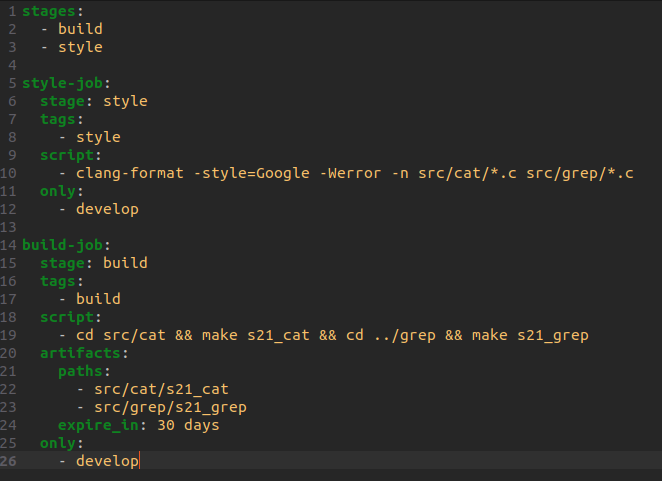 1 stages:
2   - build
3   - style
4
5 style-job:
6   stage: style
7   tags:
8     - style
9   script:
10     - clang-format -style=Google -Werror -n src/cat/*.c src/grep/*.c
11   only:
12     - develop
13
14 build-job:
15   stage: build
16   tags:
17     - build
18   script:
19     - cd src/cat && make s21_cat && cd ../grep && make s21_grep
20   artifacts:
21     paths:
22       - src/cat/s21_cat
23       - src/grep/s21_grep
24     expire_in: 30 days
25   only:
26     - develop